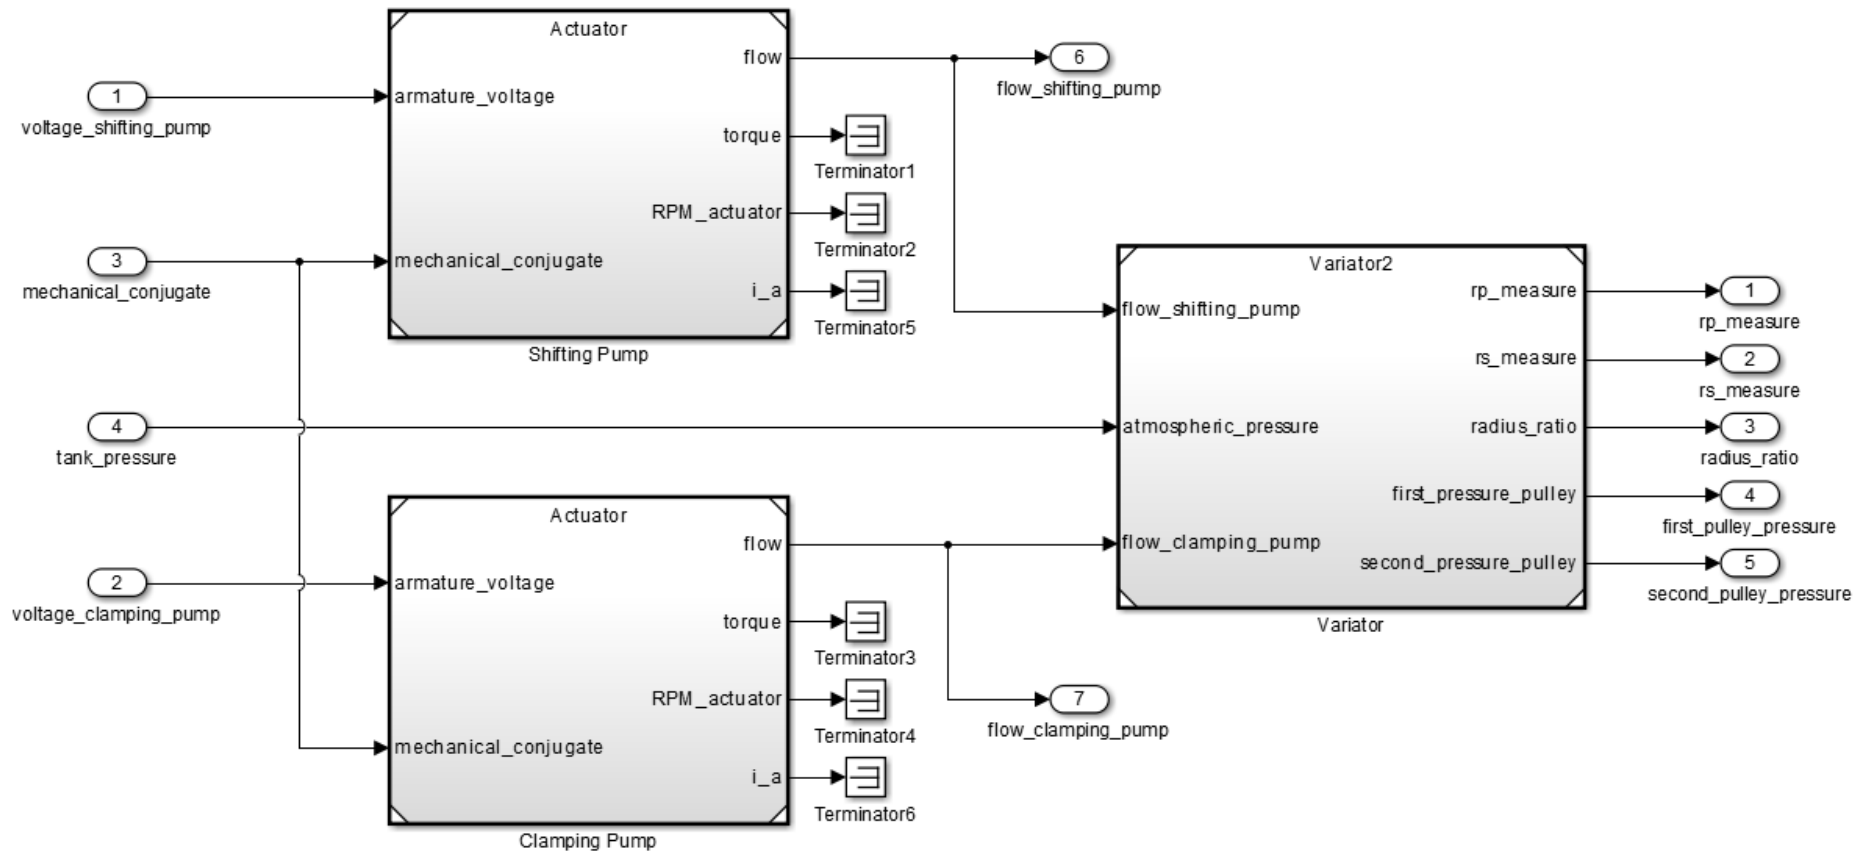 Actuator
flow
6
flow_shifting_pump
1
voltage_shifting_pump
armature_voltage
torque
Terminator1
RPM_actuator
Terminator2
3
mechanical_conjugate
mechanical_conjugate
i_a
Terminator5
Shifting Pump
Variator2
flow_shifting_pump
rp_measure
1
rp_measure
rs_measure
2
rs_measure
4
tank_pressure
atmospheric_pressure
radius_ratio
3
radius_ratio
first_pressure_pulley
4
first_pulley_pressure
flow_clamping_pump
second_pressure_pulley
5
second_pulley_pressure
Variator
Actuator
flow
2
voltage_clamping_pump
armature_voltage
torque
Terminator3
RPM_actuator
Terminator4
7
flow_clamping_pump
mechanical_conjugate
i_a
Terminator6
Clamping Pump